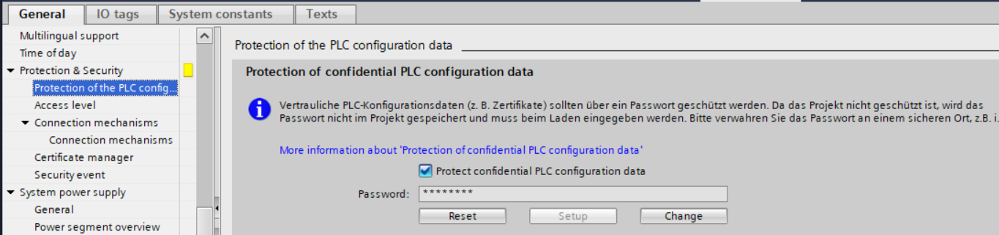 General IO tags System constants Texts
Multilingual support
Time of day
Protection & Security
Protection of the PLC config...
Access level
Connection mechanisms
Connection mechanisms
Certificate manager
Security event
System power supply
General
Power segment overview
Protection of the PLC configuration data
Protection of confidential PLC configuration data
Vertrauliche PLC-Konfigurationsdaten (z. B. Zertifikate) sollten über ein Passwort geschützt werden. Da das Projekt nicht geschützt ist, wird das
Passwort nicht im Projekt gespeichert und muss beim Laden eingegeben werden. Bitte verwahren Sie das Passwort an einem sicheren Ort, z.B. i.
More information about 'Protection of confidential PLC configuration data'
Protect confidential PLC configuration data
Password: ********
Reset Setup Change